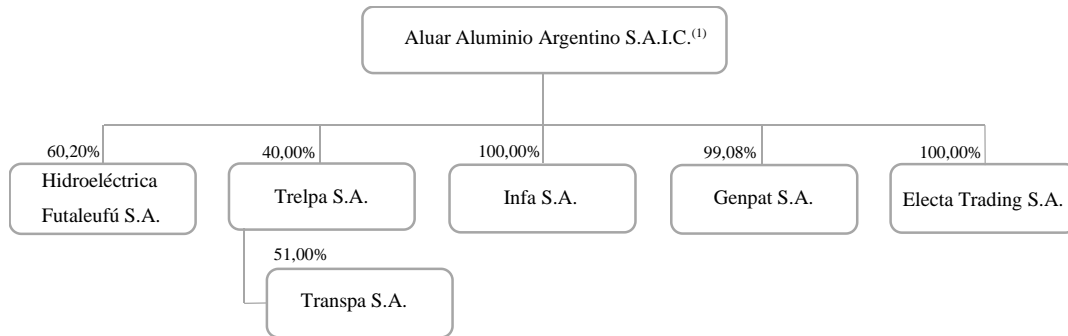 Aluar Aluminio Argentino S.A.I.C.(1)
60,20%
40,00%
100,00%
99,08%
100,00%
Hidroeléctrica
Futaleufú S.A.
Trelpa S.A.
Infa S.A.
Genpat S.A.
Electa Trading S.A.
51,00%
Transpa S.A.